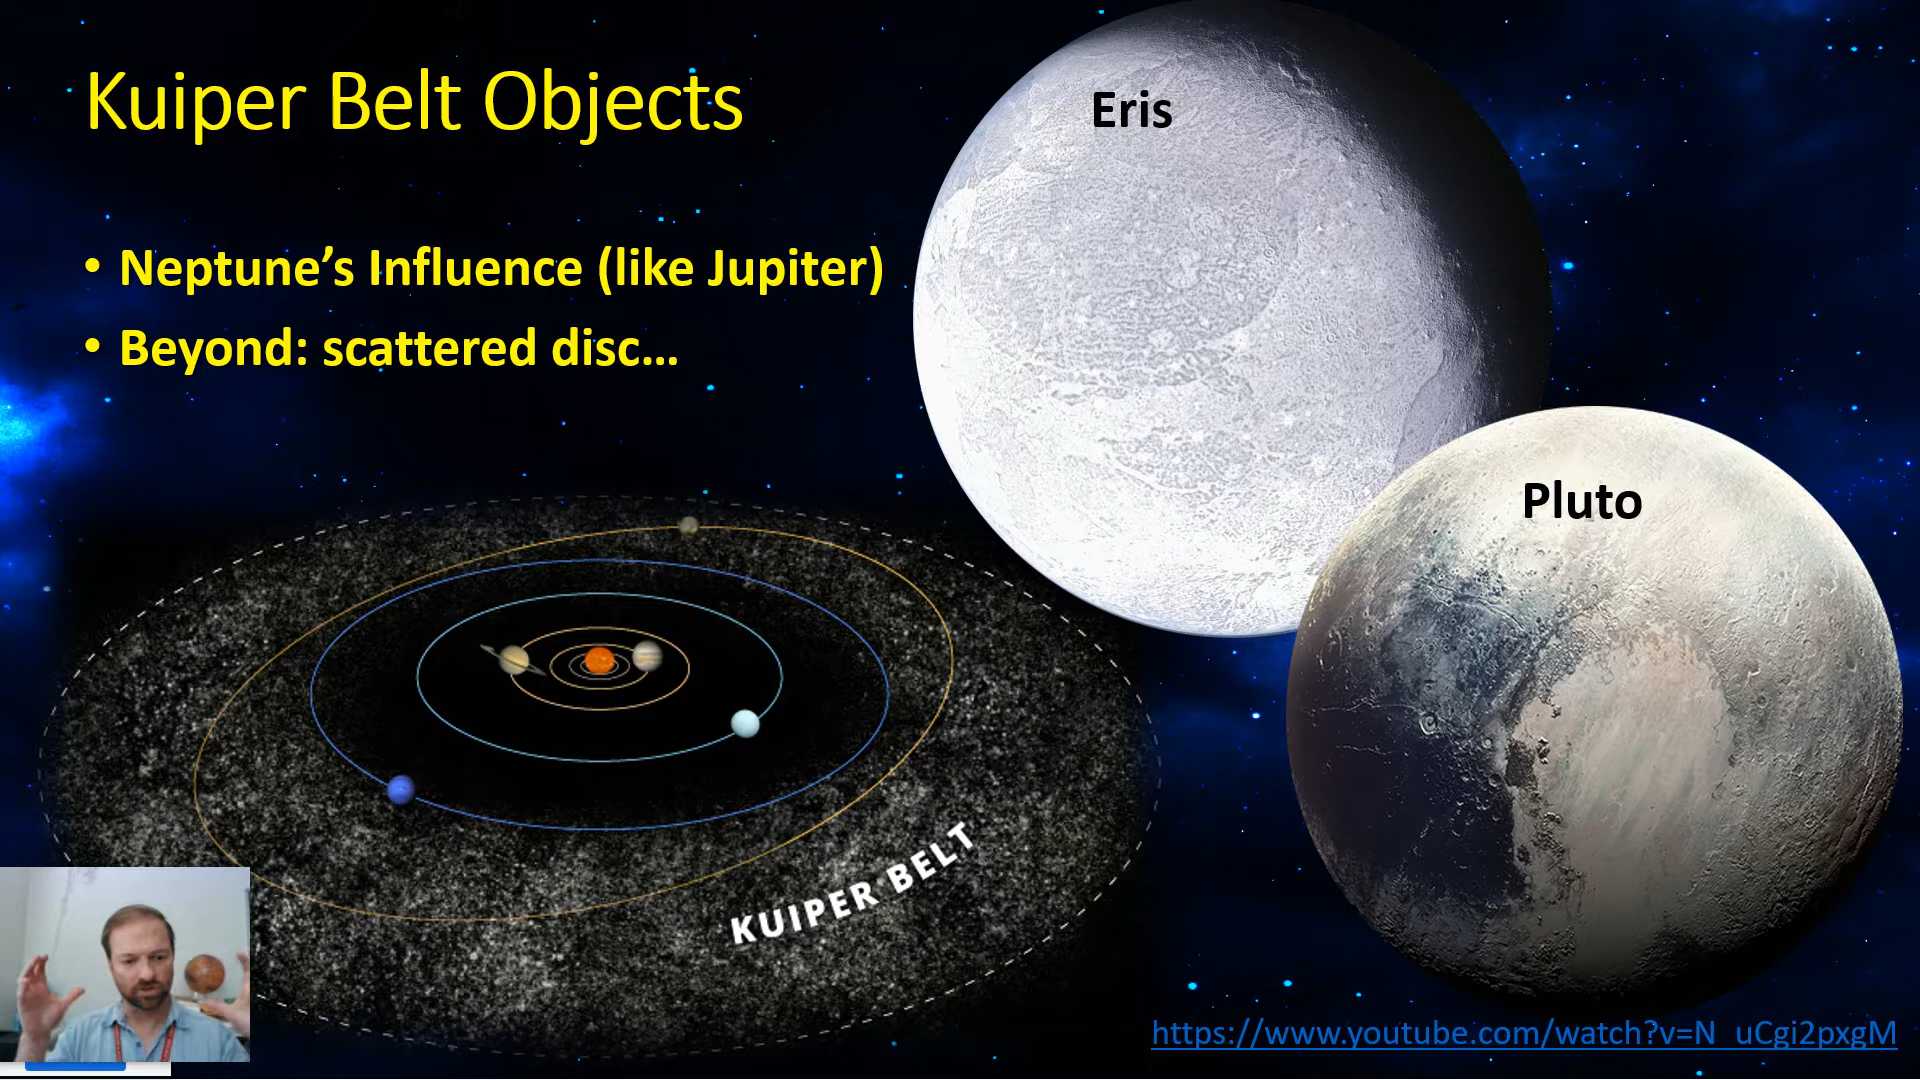 Kuiper Belt Objects
• Neptune’s Influence (like Jupiter)
• Beyond: scattered disc…
Eris
Pluto
KUIPER BELT
https://www.youtube.com/watch?v=N_uCgi2pxgM